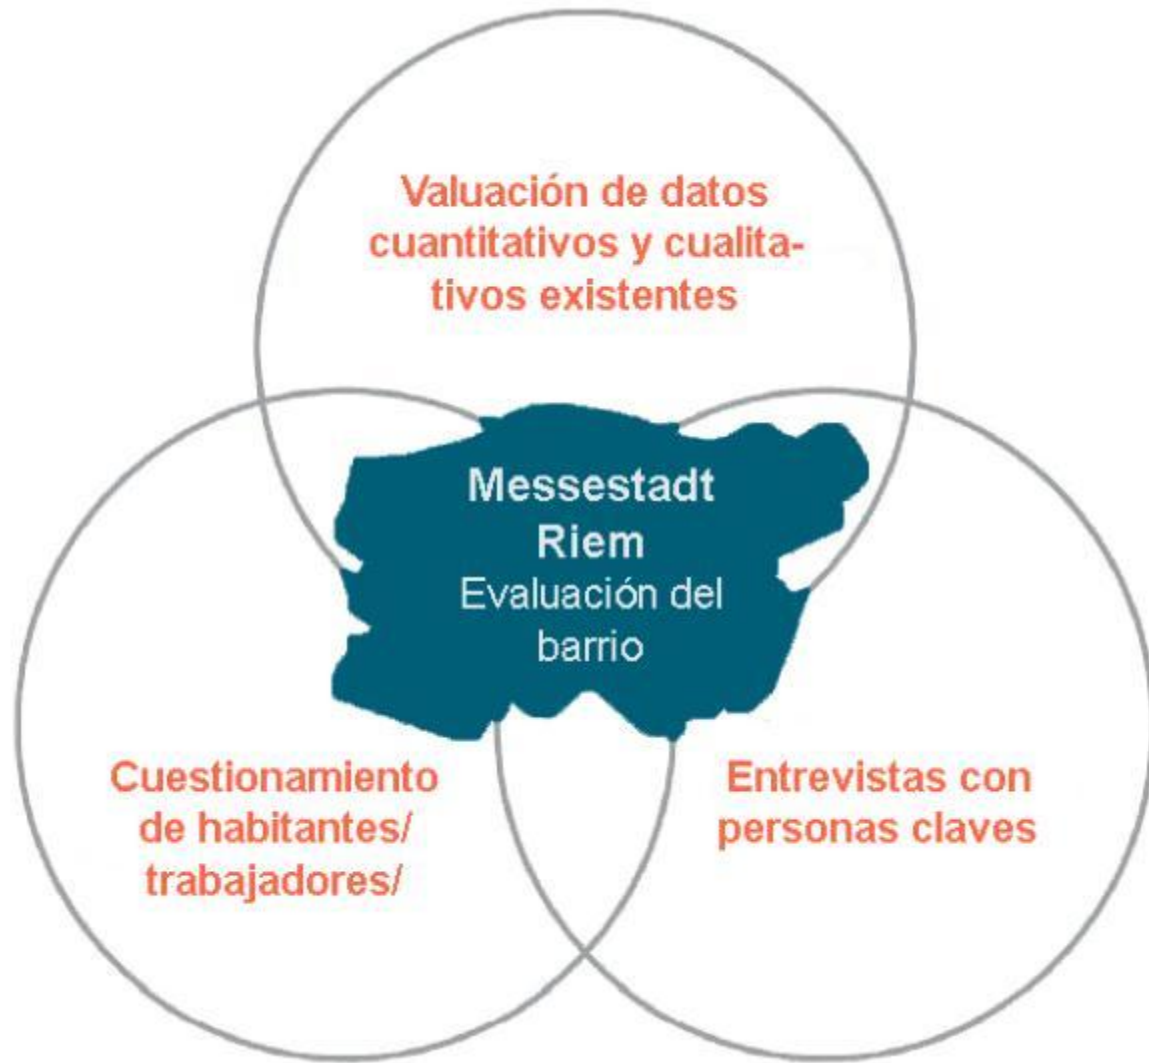 Valuación de datos
cuantitativos y cualita-
tivos existentes
Messestadt
Riem
Evaluación del
barrio
Cuestionamiento
de habitantes/
trabajadores/
Entrevistas con
personas claves